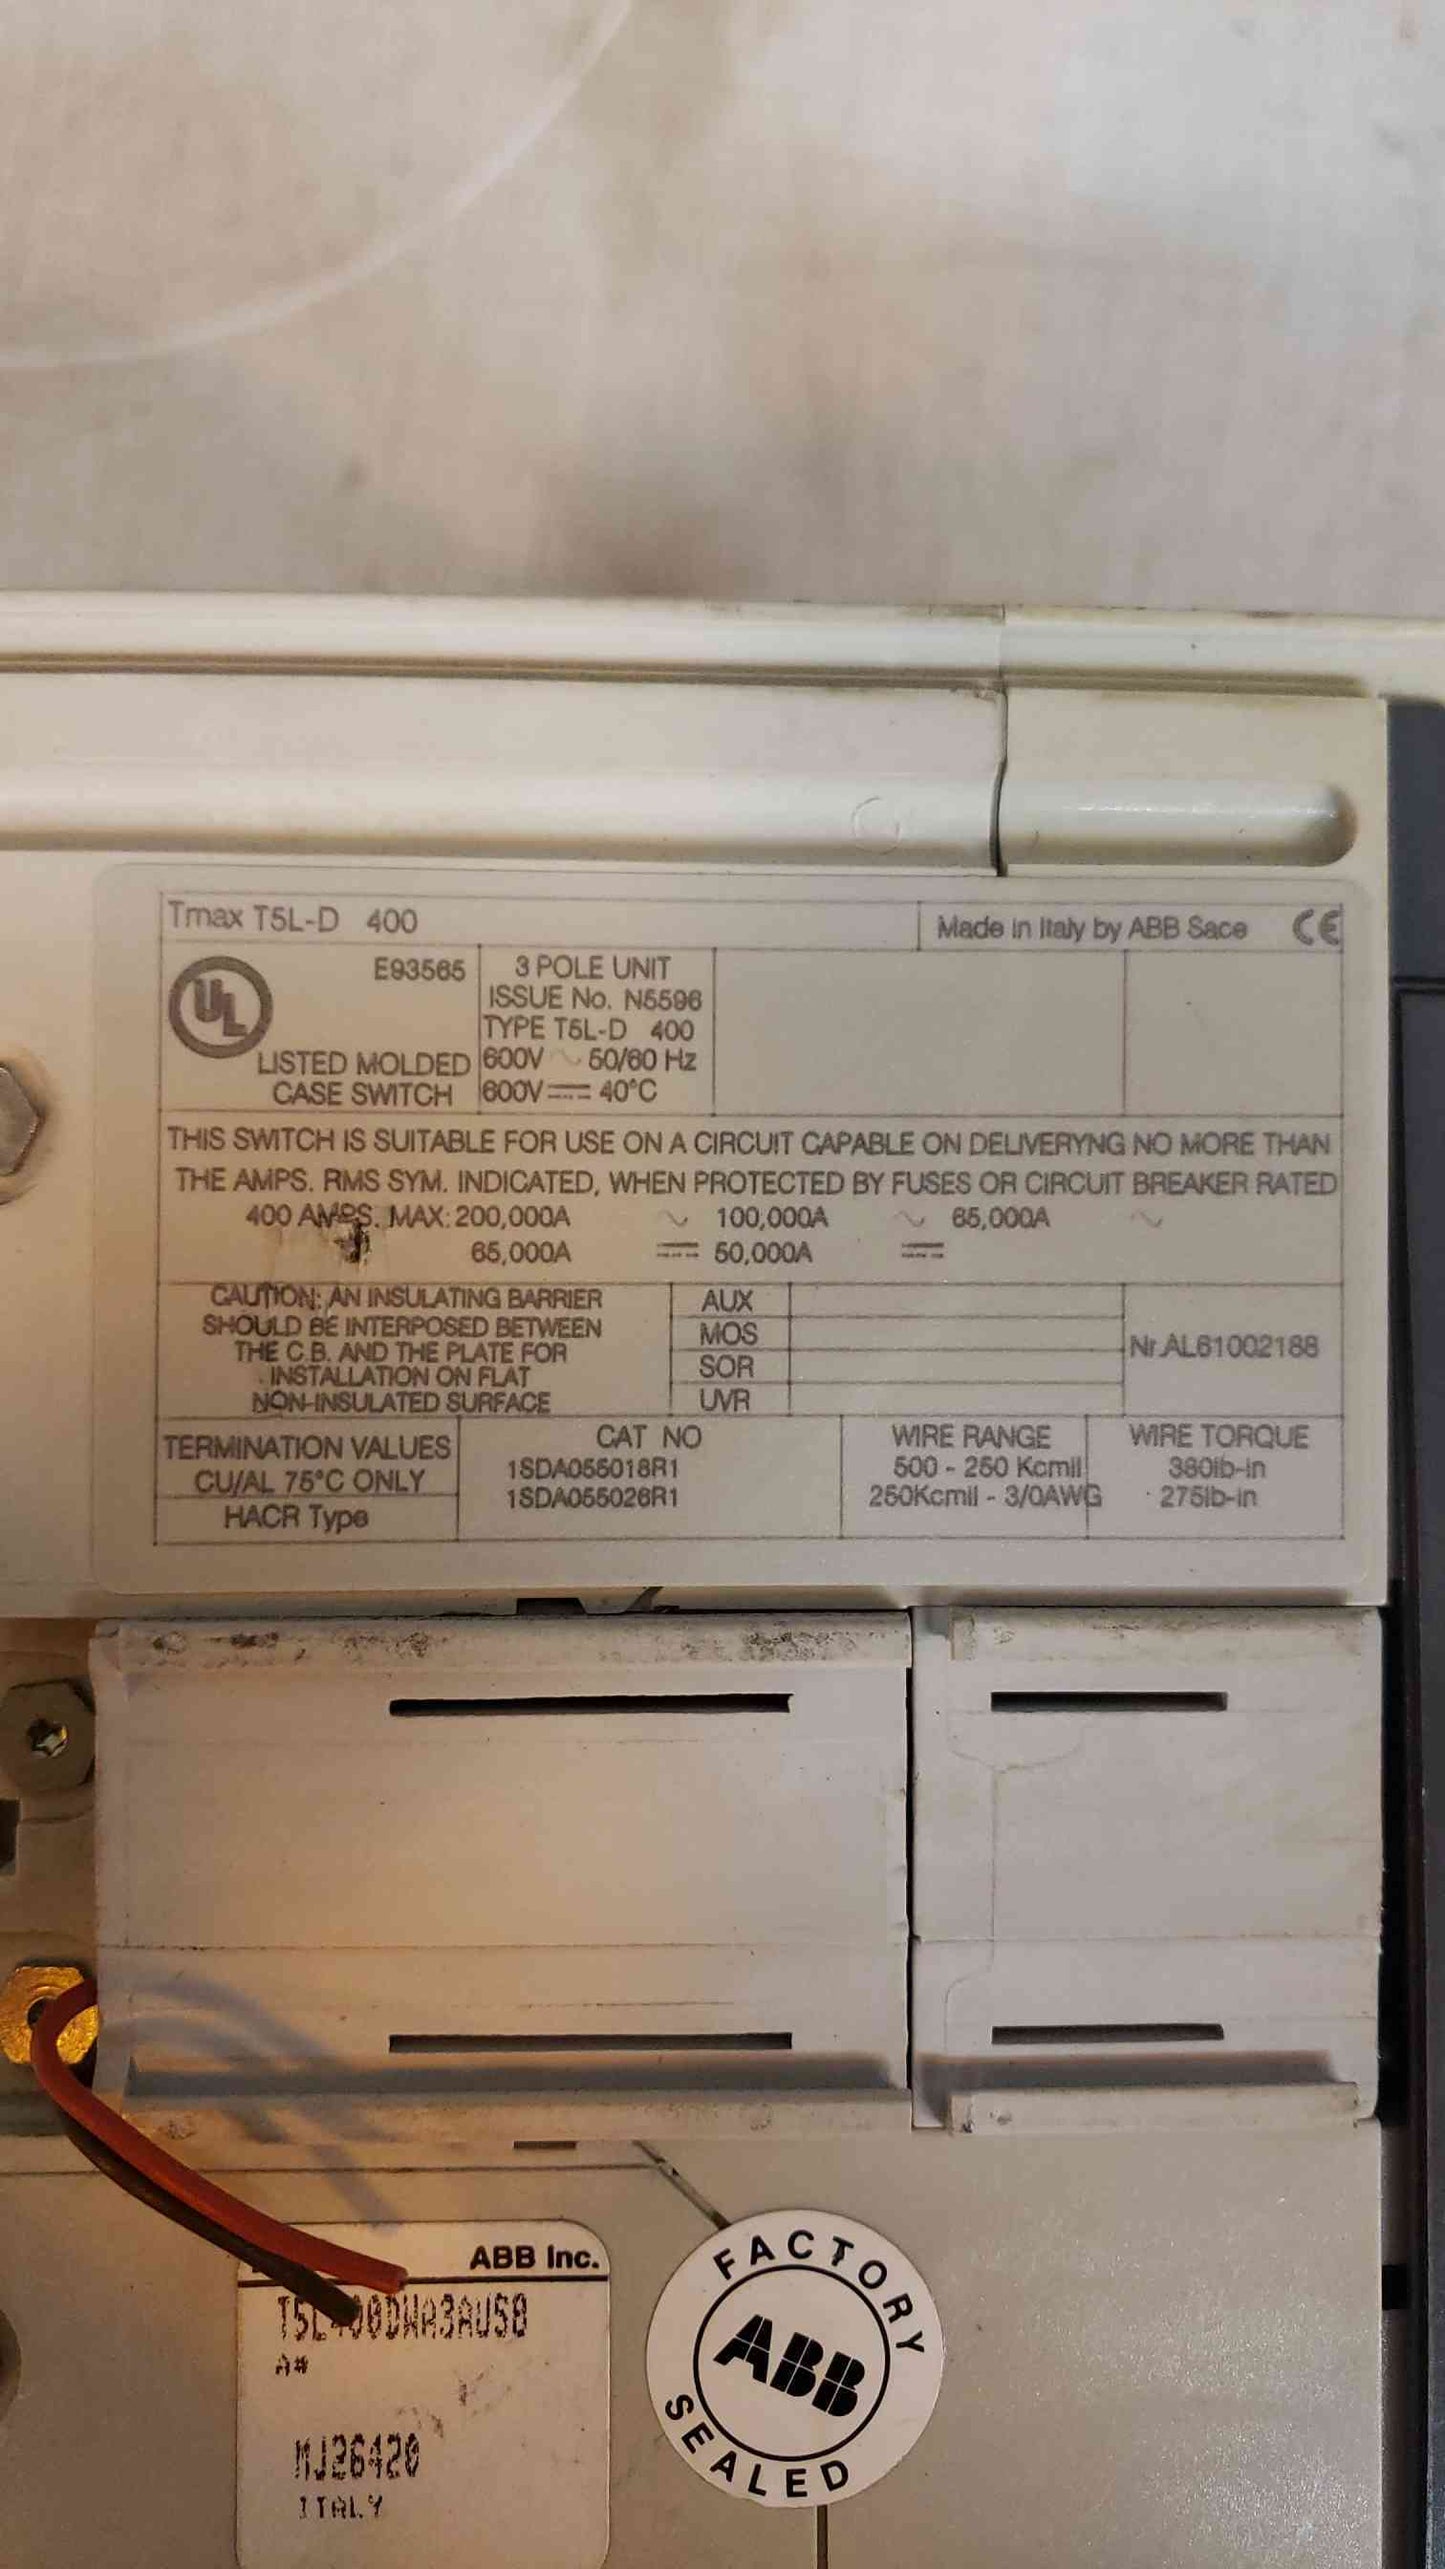 Tmax T5L-D 400
Made in Italy by ABB Sace CE
UL
E93565
LISTED MOLDED
CASE SWITCH
3 POLE UNIT
ISSUE No. N5596
TYPE T5L-D 400
600V ~ 50/60 Hz
600V ⎓ 40°C
THIS SWITCH IS SUITABLE FOR USE ON A CIRCUIT CAPABLE ON DELIVERYNG NO MORE THAN
THE AMPS. RMS SYM. INDICATED, WHEN PROTECTED BY FUSES OR CIRCUIT BREAKER RATED
400 AMPS. MAX: 200,000A ~ 100,000A ~ 65,000A ~
65,000A ⎓ 50,000A ⎓
CAUTION: AN INSULATING BARRIER
SHOULD BE INTERPOSED BETWEEN
THE C.B. AND THE PLATE FOR
INSTALLATION ON FLAT
NON-INSULATED SURFACE
AUX
MOS
SOR
UVR
Nr.AL61002188
TERMINATION VALUES
CU/AL 75°C ONLY
HACR Type
CAT NO
1SDA055018R1
1SDA055026R1
WIRE RANGE
500 - 250 Kcmil
250Kcmil - 3/0AWG
WIRE TORQUE
380lb-in
275lb-in
ABB Inc.
T5L400DWA3AUS0
A#
MJ26420
ITALY
FACTORY
ABB
SEALED